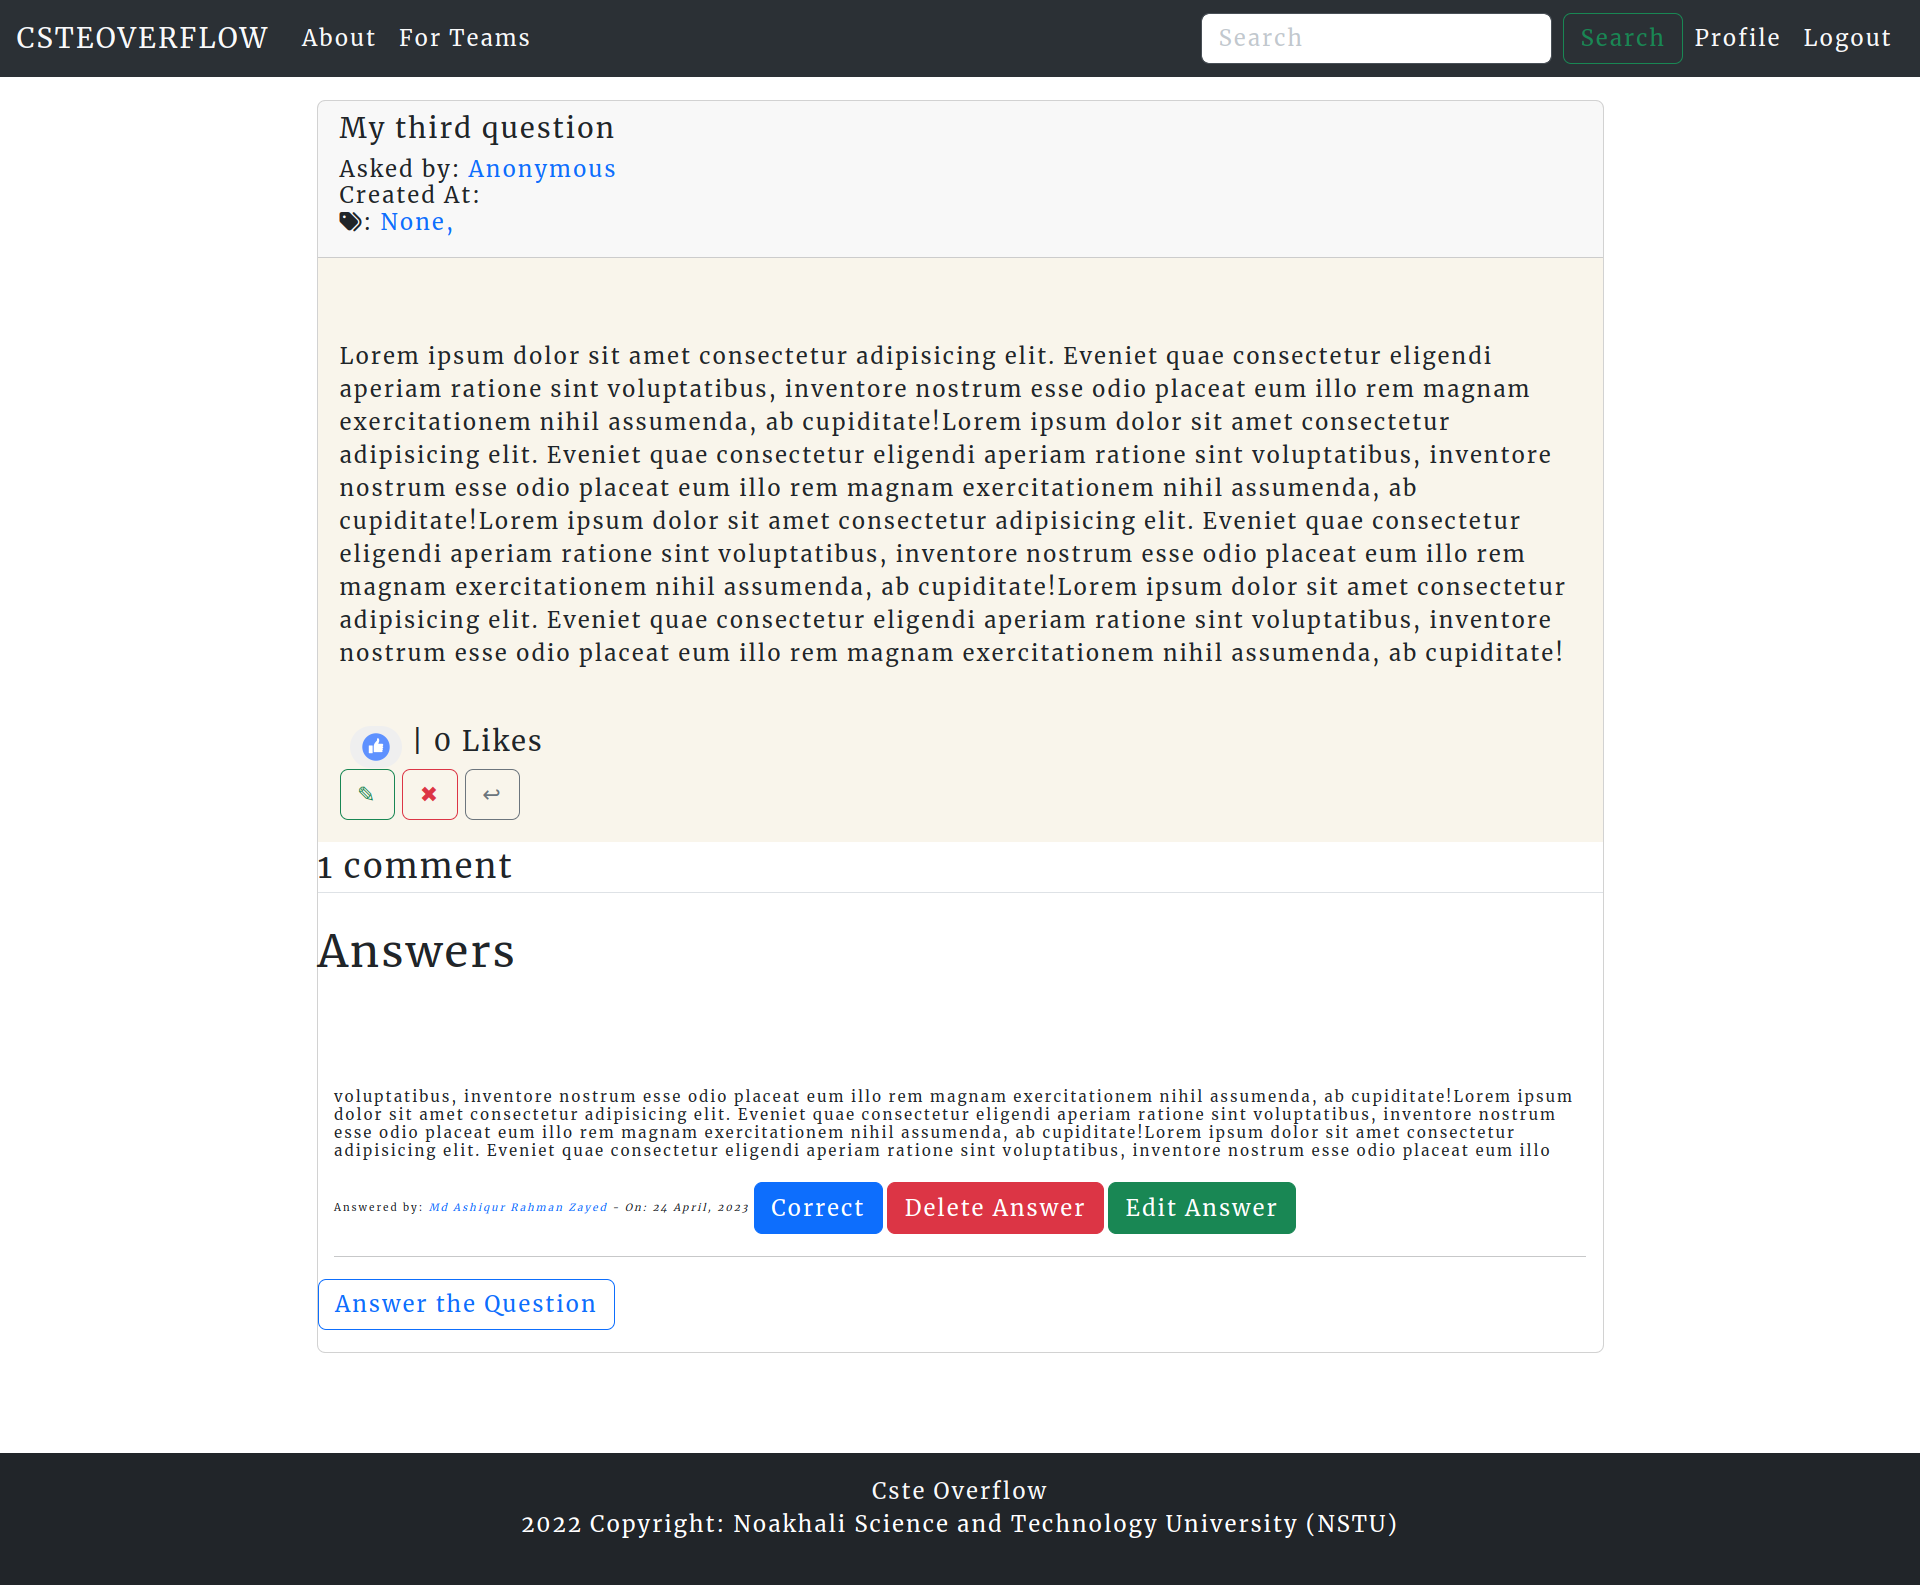 CSTEOVERFLOW About For Teams Search Search Profile Logout
My third question
Asked by: Anonymous
Created At:
: None,
Lorem ipsum dolor sit amet consectetur adipisicing elit. Eveniet quae consectetur eligendi
aperiam ratione sint voluptatibus, inventore nostrum esse odio placeat eum illo rem magnam
exercitationem nihil assumenda, ab cupiditate!Lorem ipsum dolor sit amet consectetur
adipisicing elit. Eveniet quae consectetur eligendi aperiam ratione sint voluptatibus, inventore
nostrum esse odio placeat eum illo rem magnam exercitationem nihil assumenda, ab
cupiditate!Lorem ipsum dolor sit amet consectetur adipisicing elit. Eveniet quae consectetur
eligendi aperiam ratione sint voluptatibus, inventore nostrum esse odio placeat eum illo rem
magnam exercitationem nihil assumenda, ab cupiditate!Lorem ipsum dolor sit amet consectetur
adipisicing elit. Eveniet quae consectetur eligendi aperiam ratione sint voluptatibus, inventore
nostrum esse odio placeat eum illo rem magnam exercitationem nihil assumenda, ab cupiditate!
| 0 Likes
1 comment
Answers
voluptatibus, inventore nostrum esse odio placeat eum illo rem magnam exercitationem nihil assumenda, ab cupiditate!Lorem ipsum
dolor sit amet consectetur adipisicing elit. Eveniet quae consectetur eligendi aperiam ratione sint voluptatibus, inventore nostrum
esse odio placeat eum illo rem magnam exercitationem nihil assumenda, ab cupiditate!Lorem ipsum dolor sit amet consectetur
adipisicing elit. Eveniet quae consectetur eligendi aperiam ratione sint voluptatibus, inventore nostrum esse odio placeat eum illo
Answered by: Md Ashiqur Rahman Zayed - On: 24 April, 2023 Correct Delete Answer Edit Answer
Answer the Question
Cste Overflow
2022 Copyright: Noakhali Science and Technology University (NSTU)